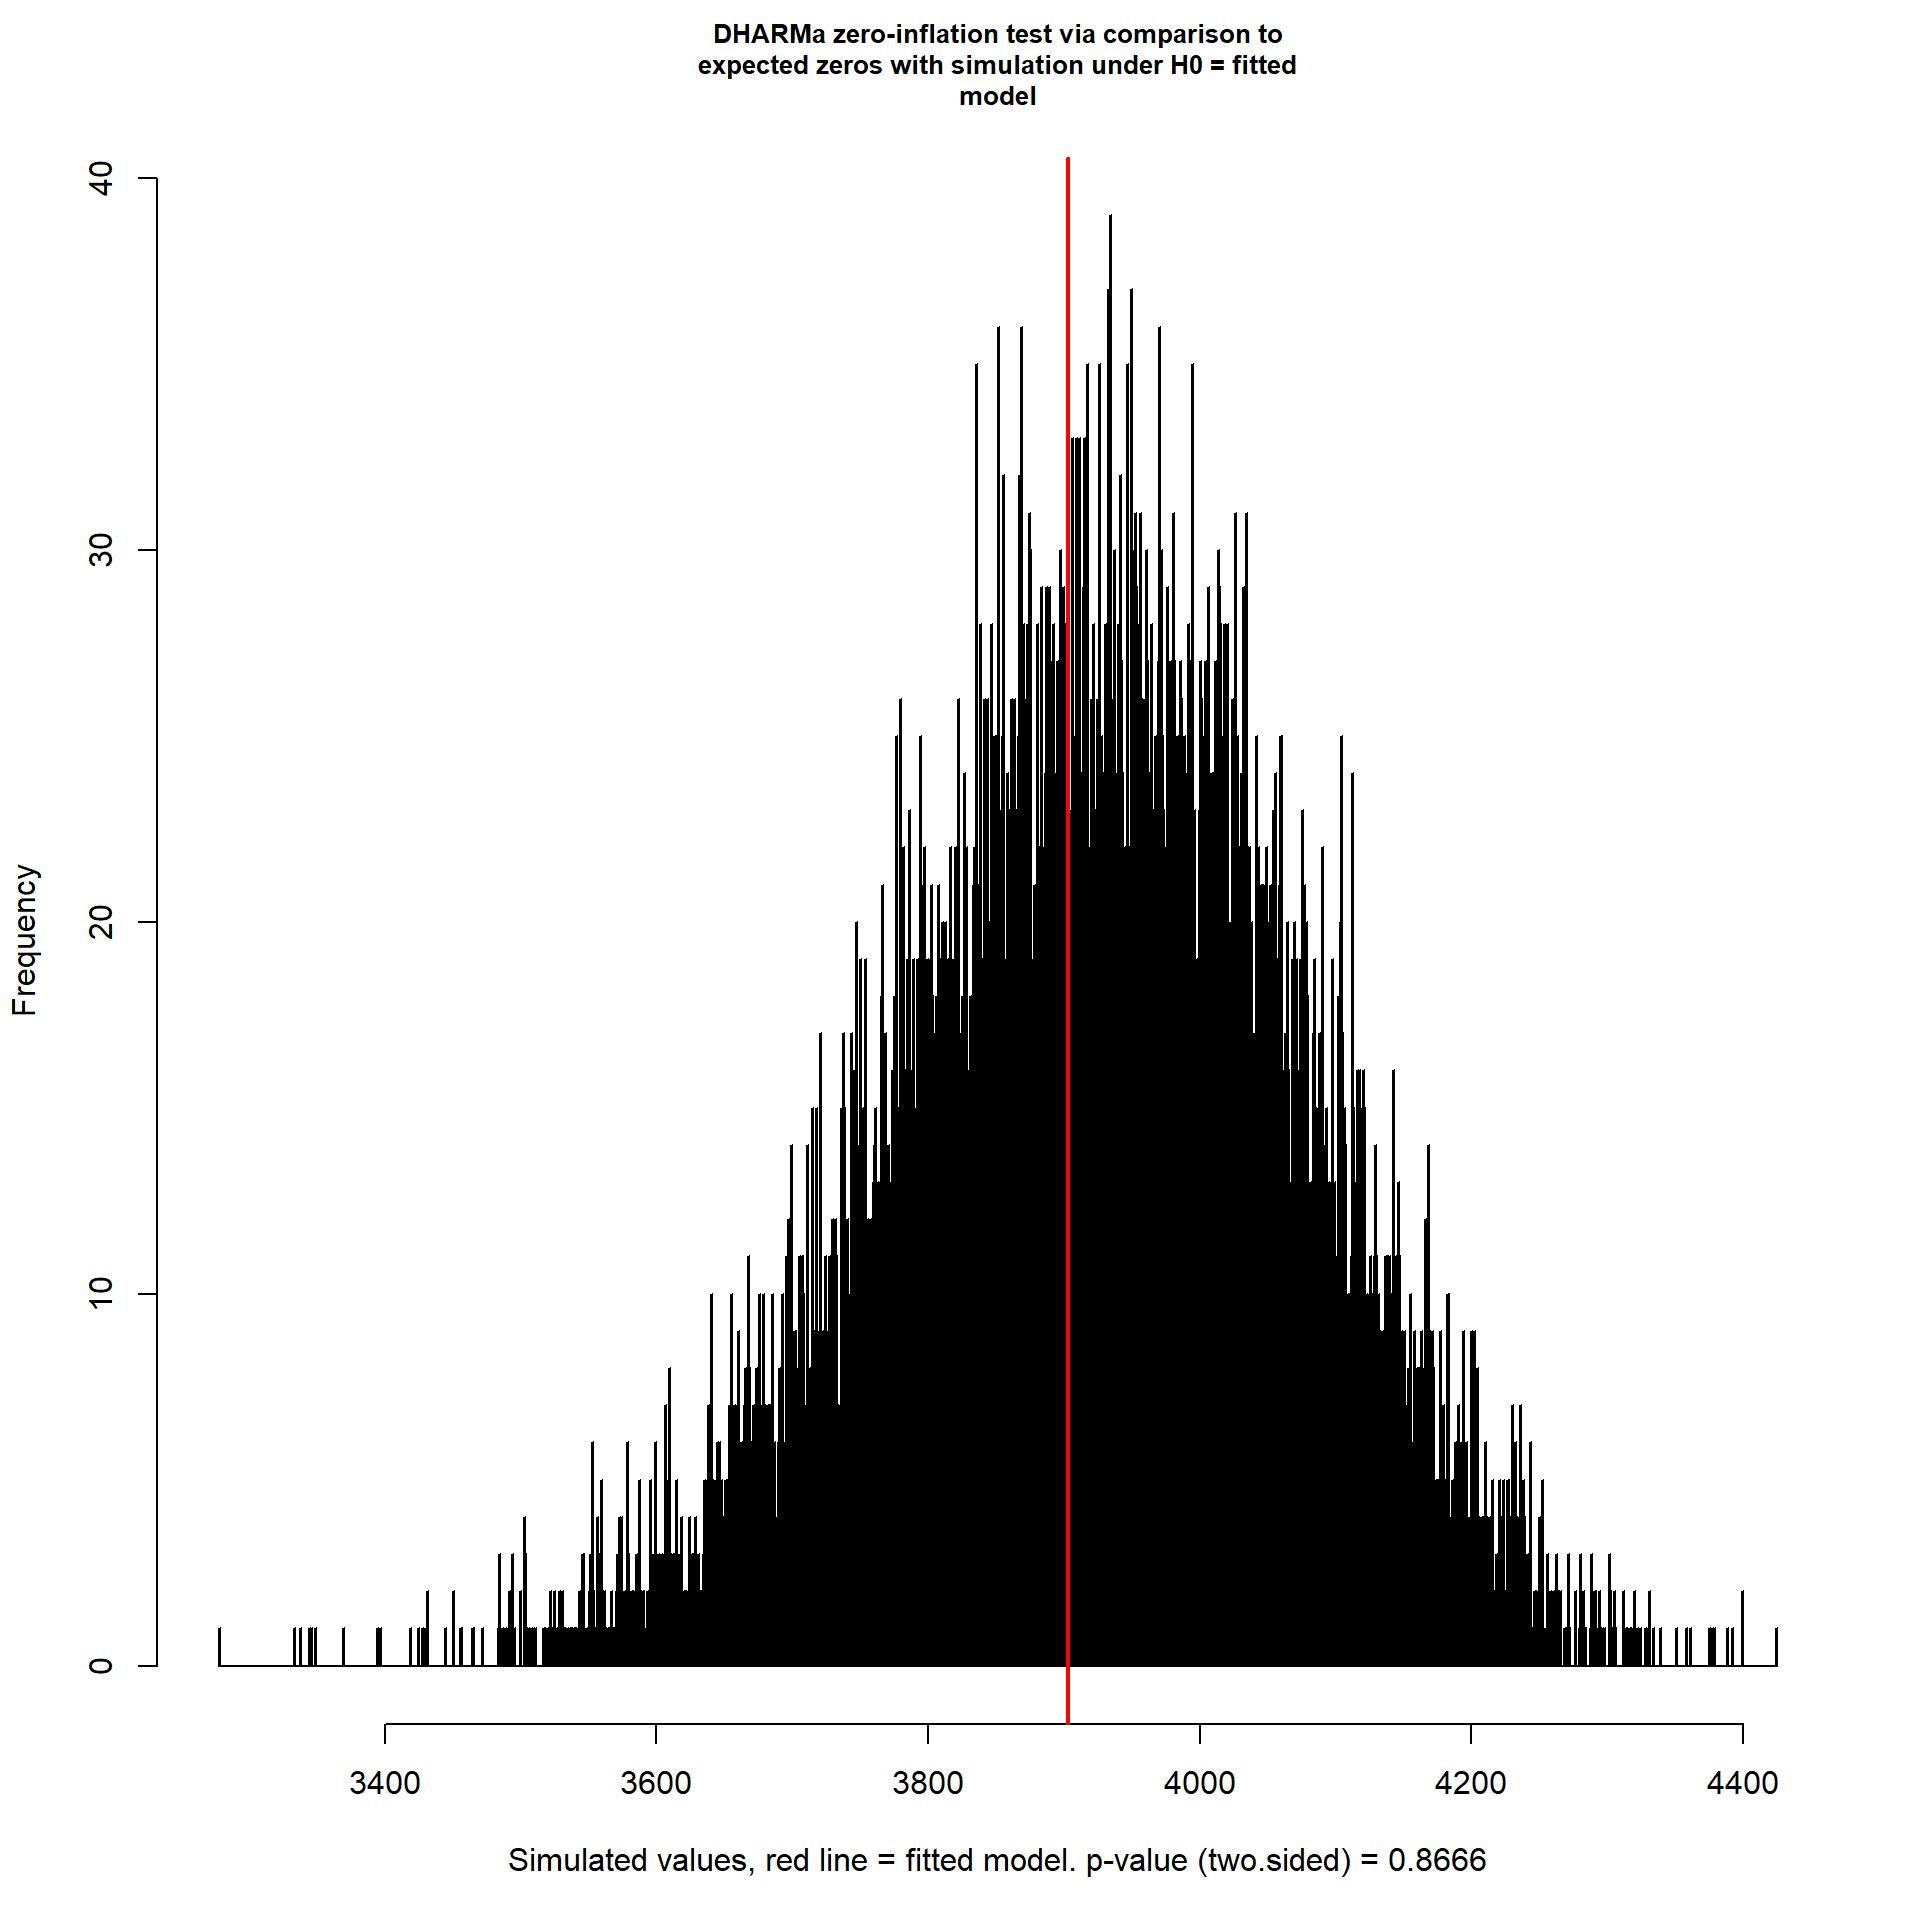 DHARMa zero-inflation test via comparison to
expected zeros with simulation under H0 = fitted
model
40
30
20
10
0
Frequency
3400 3600 3800 4000 4200 4400
Simulated values, red line = fitted model. p-value (two.sided) = 0.8666